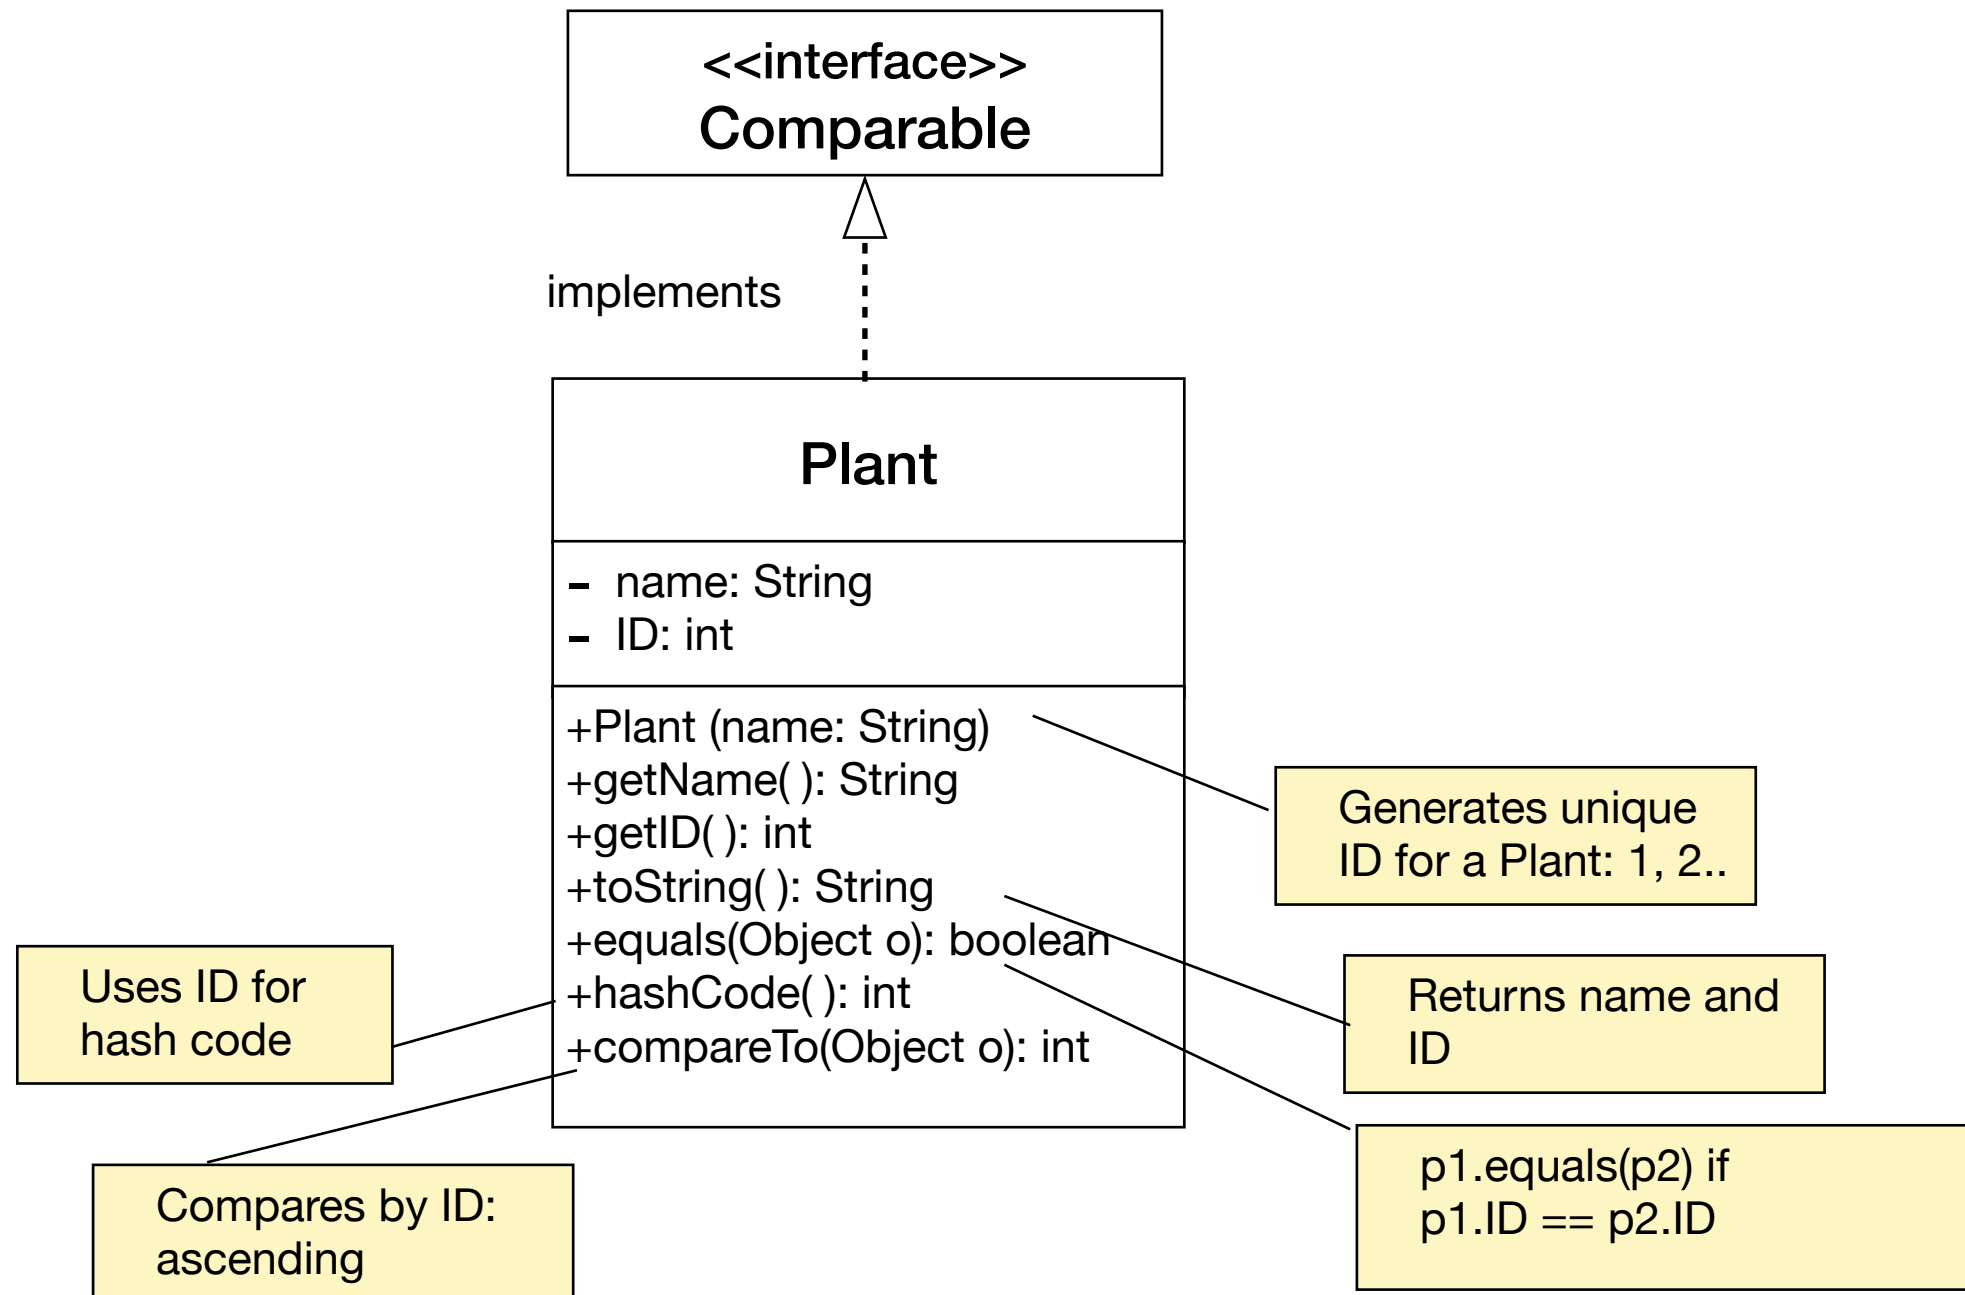 <<interface>>
Comparable
implements
Plant
- name: String
- ID: int
+Plant (name: String)
+getName( ): String
+getID( ): int
+toString( ): String
+equals(Object o): boolean
+hashCode( ): int
+compareTo(Object o): int
Generates unique
ID for a Plant: 1, 2..
Uses ID for
hash code
Returns name and
ID
p1.equals(p2) if
p1.ID == p2.ID
Compares by ID:
ascending